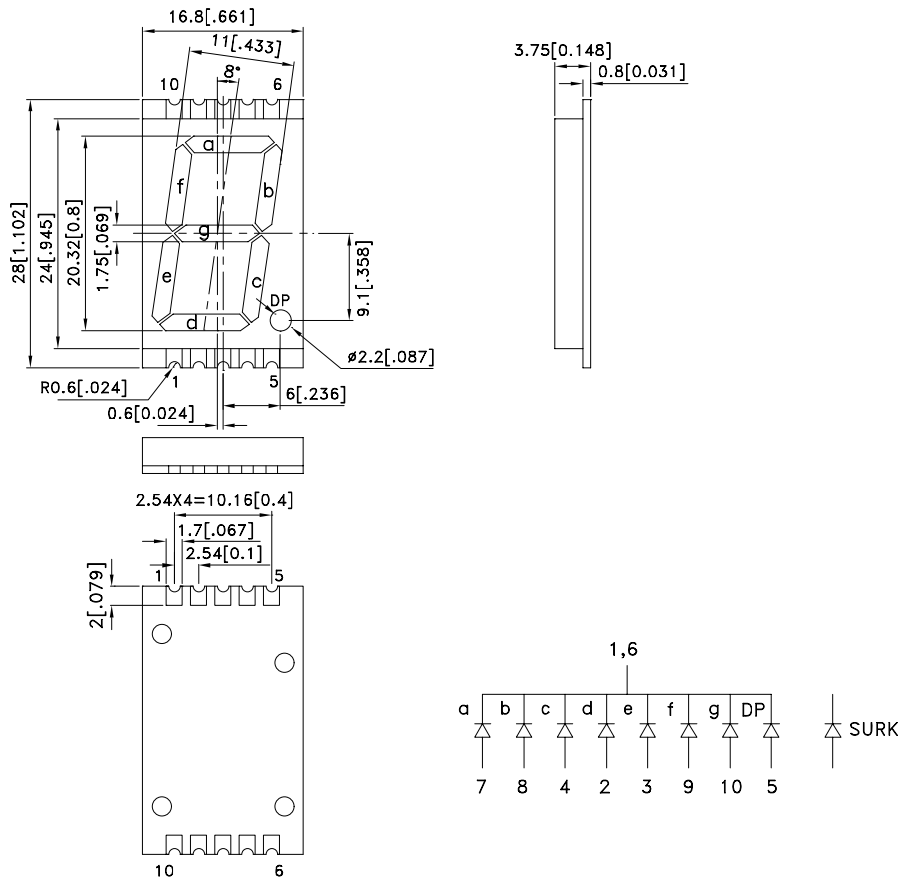 16.8[.661]
11[.433]
8°
10 6
28[1.102]
24[.945]
20.32[0.8]
1.75[.069]
a
f
b
g
e
c
d
DP
9.1[.358]
ø2.2[.087]
R0.6[.024]
1 5
6[.236]
0.6[0.024]
3.75[0.148]
0.8[0.031]
2.54X4=10.16[0.4]
1.7[.067]
2.54[0.1]
1 5
2[.079]
10 6
1,6
a b c d e f g DP
SURK
7 8 4 2 3 9 10 5